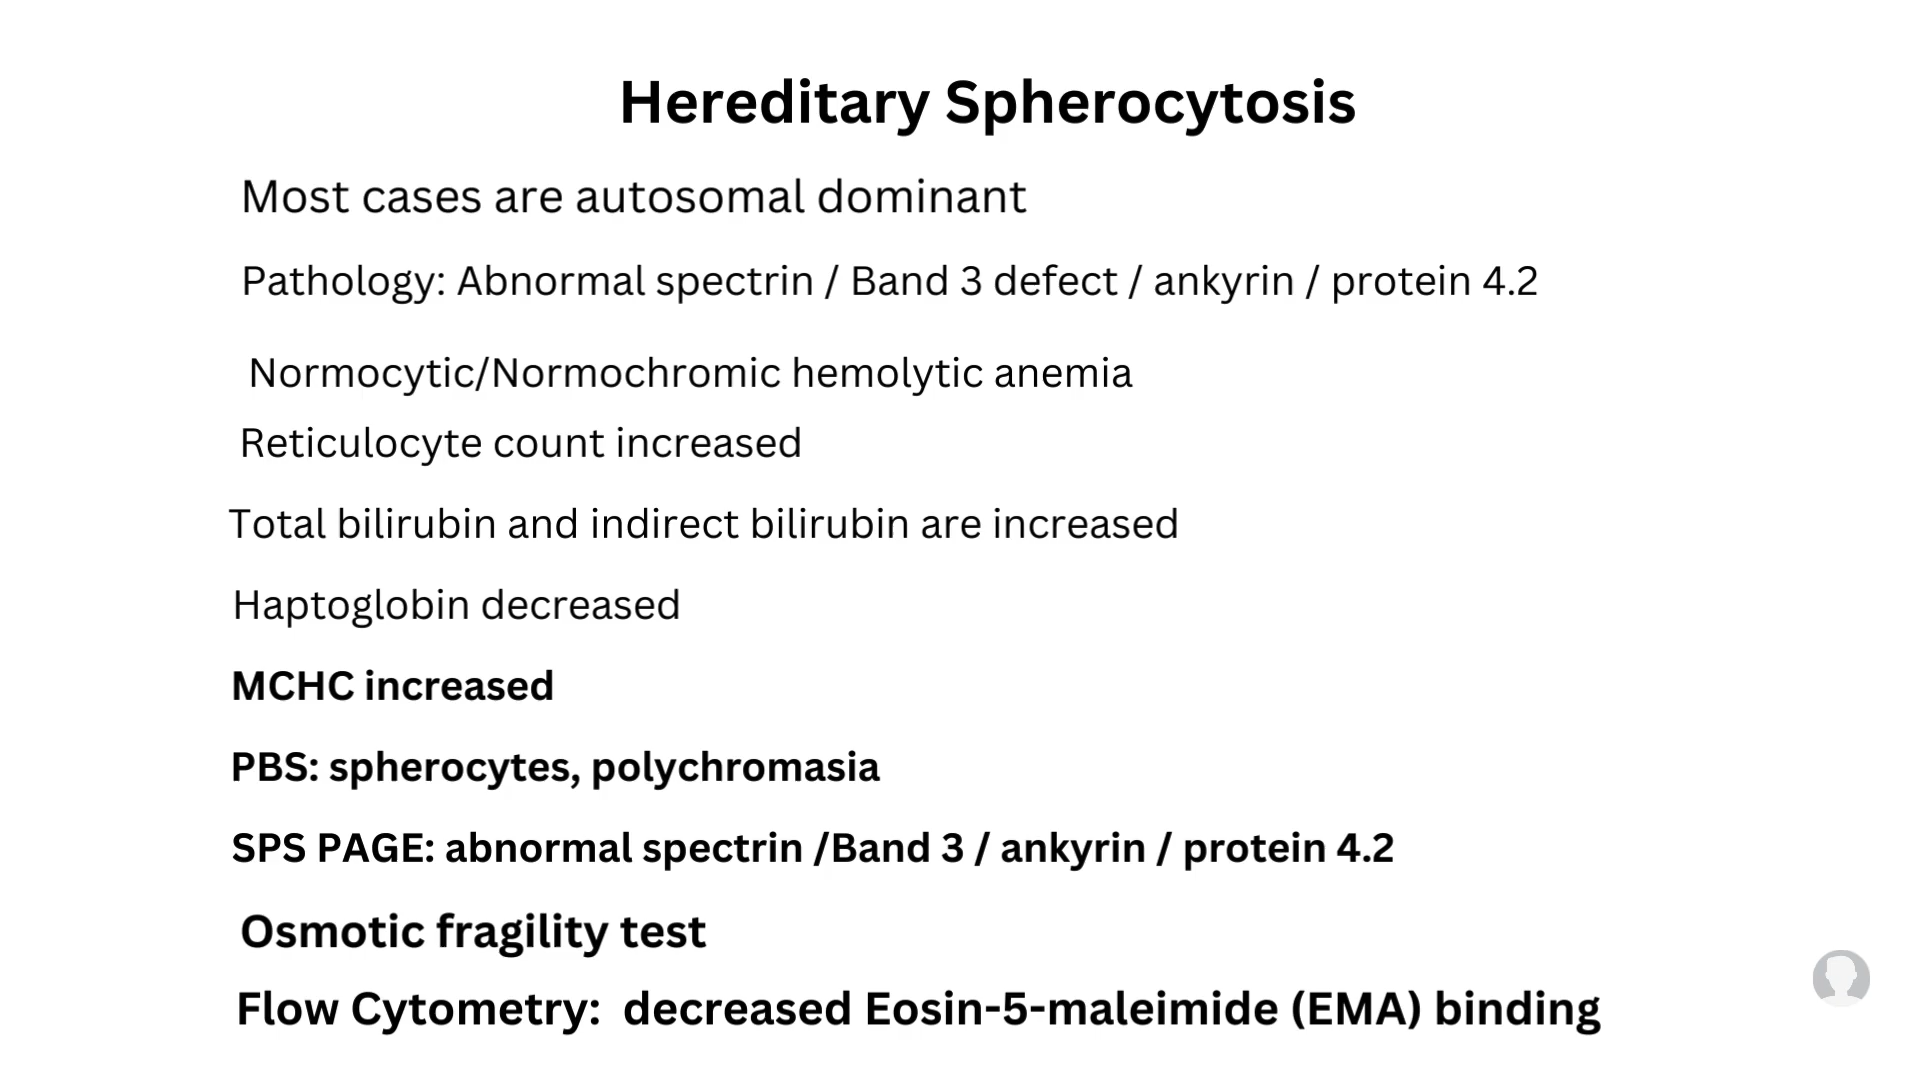 Hereditary Spherocytosis
Most cases are autosomal dominant
Pathology: Abnormal spectrin / Band 3 defect / ankyrin / protein 4.2
Normocytic/Normochromic hemolytic anemia
Reticulocyte count increased
Total bilirubin and indirect bilirubin are increased
Haptoglobin decreased
MCHC increased
PBS: spherocytes, polychromasia
SPS PAGE: abnormal spectrin /Band 3 / ankyrin / protein 4.2
Osmotic fragility test
Flow Cytometry:  decreased Eosin-5-maleimide (EMA) binding